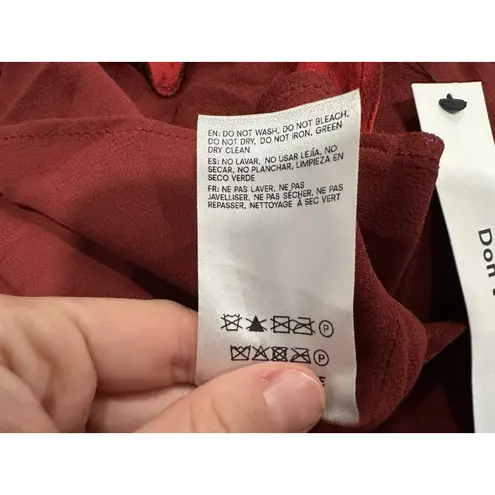 EN: DO NOT WASH, DO NOT BLEACH,
DO NOT DRY, DO NOT IRON, GREEN
DRY CLEAN
ES: NO LAVAR, NO USAR LEJÍA, NO
SECAR, NO PLANCHAR, LIMPIEZA EN
SECO VERDE
FR: NE PAS LAVER, NE PAS
JAVELLISER, NE PAS SÉCHER, NE PAS
REPASSER, NETTOYAGE À SEC VERT
P
P
Don